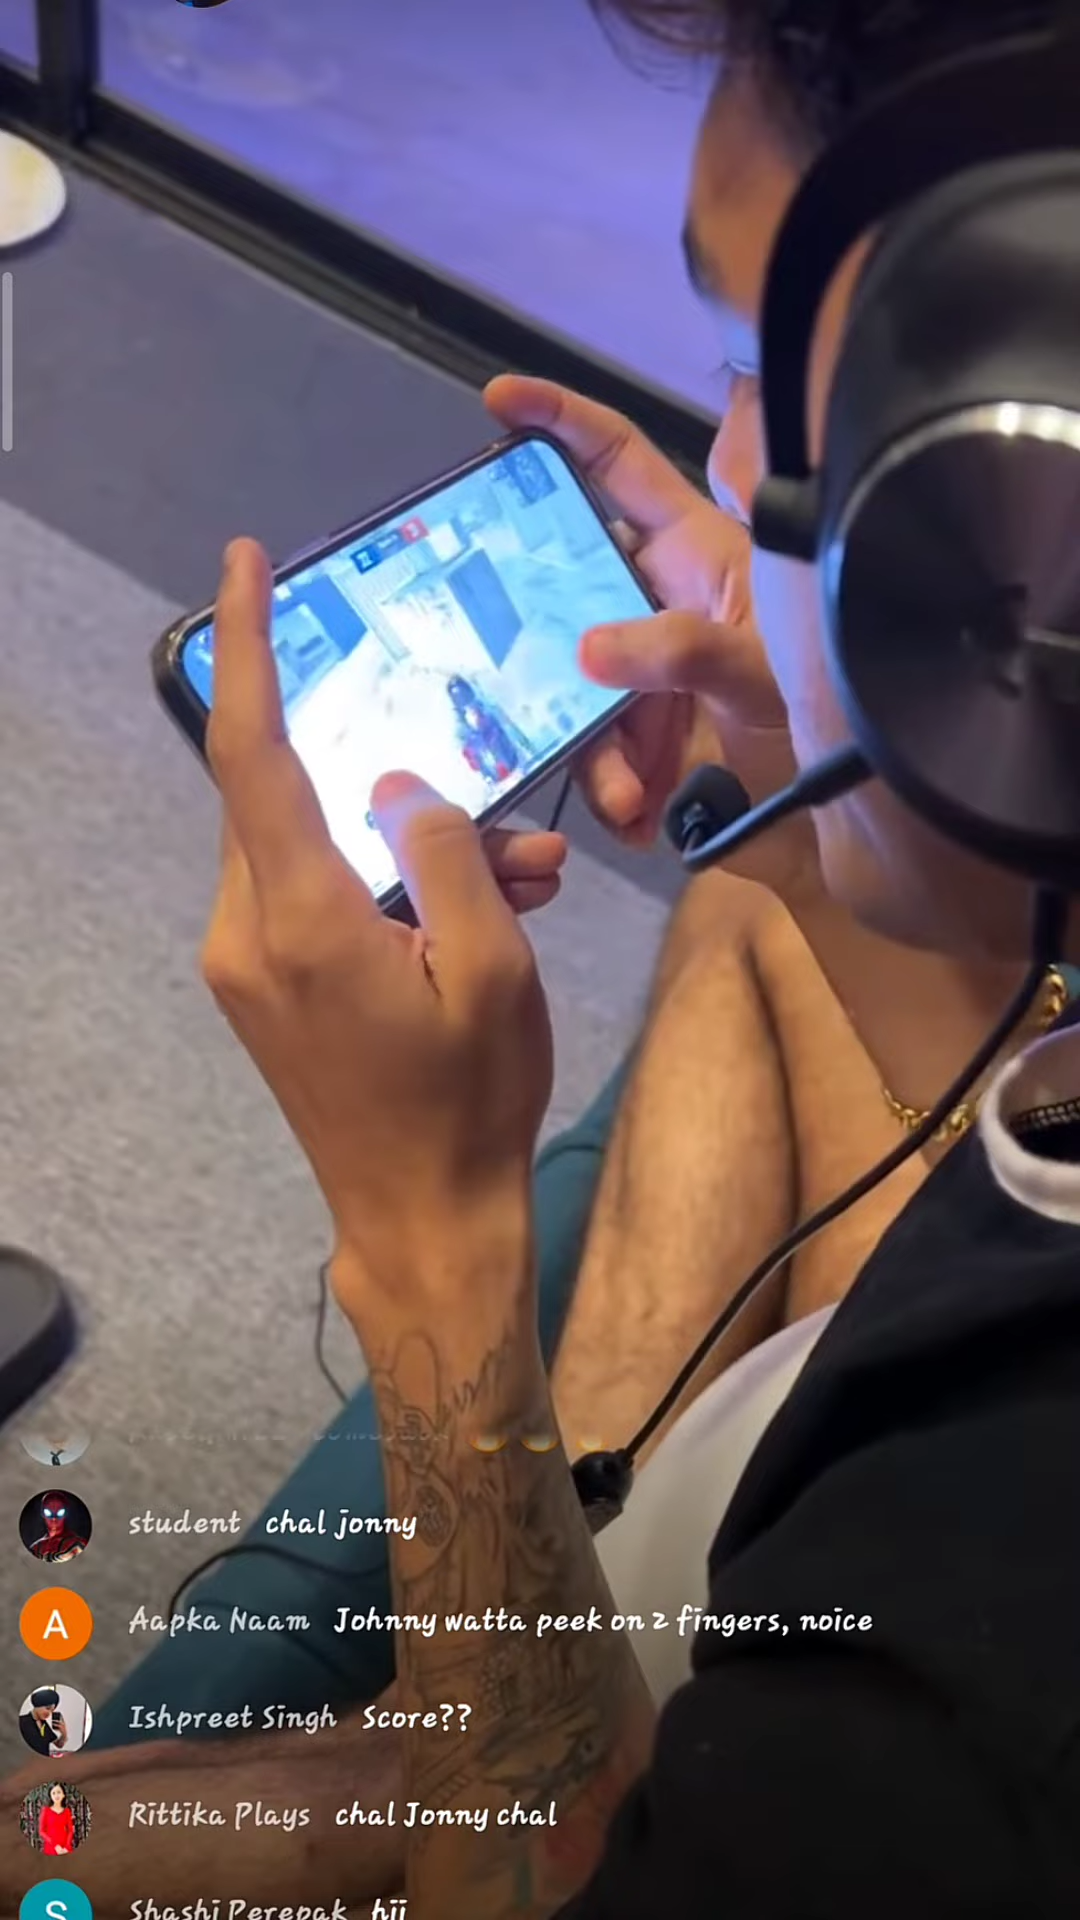 student chal jonny
A
Aapka Naam Johnny watta peek on 2 fingers, noice
Ishpreet Singh Score??
Rittika Plays chal Jonny chal
S
Shashi Perepak hii